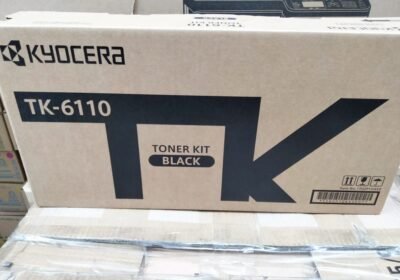 KYOCERA
TK-6110
TONER KIT
BLACK
TK